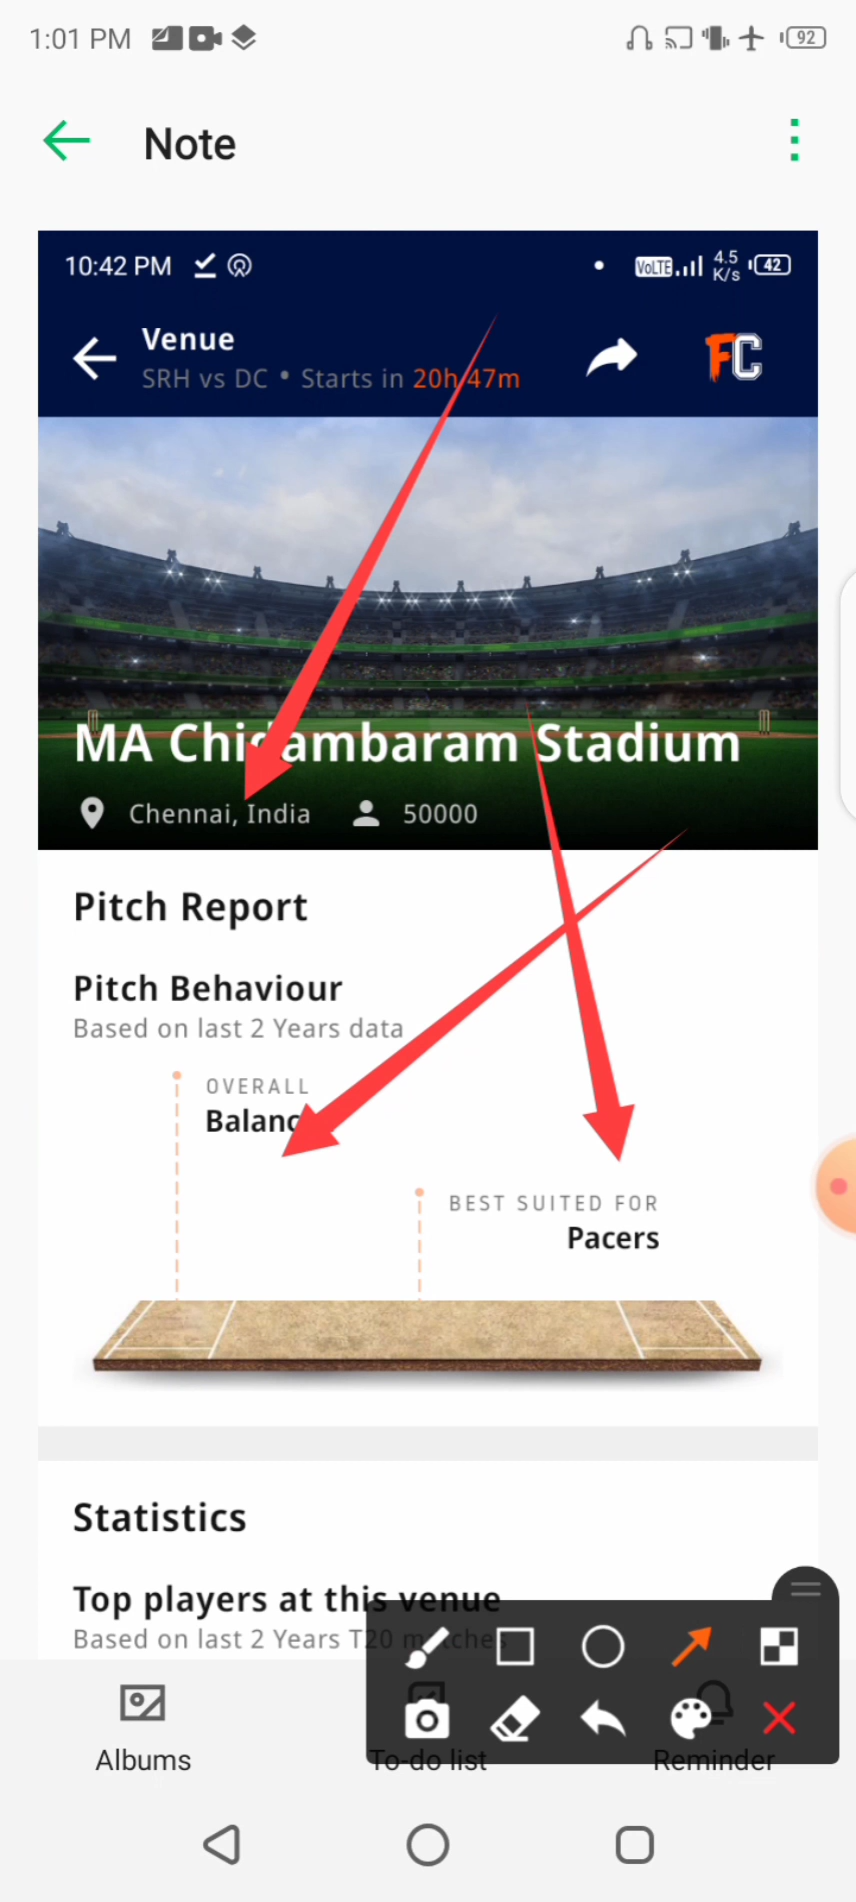 1:01 PM 92
Note
10:42 PM VoLTE 4.5 K/s 42
Venue
SRH vs DC • Starts in 20h 47m
FC
MA Chidambaram Stadium
Chennai, India 50000
Pitch Report
Pitch Behaviour
Based on last 2 Years data
OVERALL
Balanc
BEST SUITED FOR
Pacers
Statistics
Top players at this venue
Based on last 2 Years T20 matches
Albums To-do list Reminder